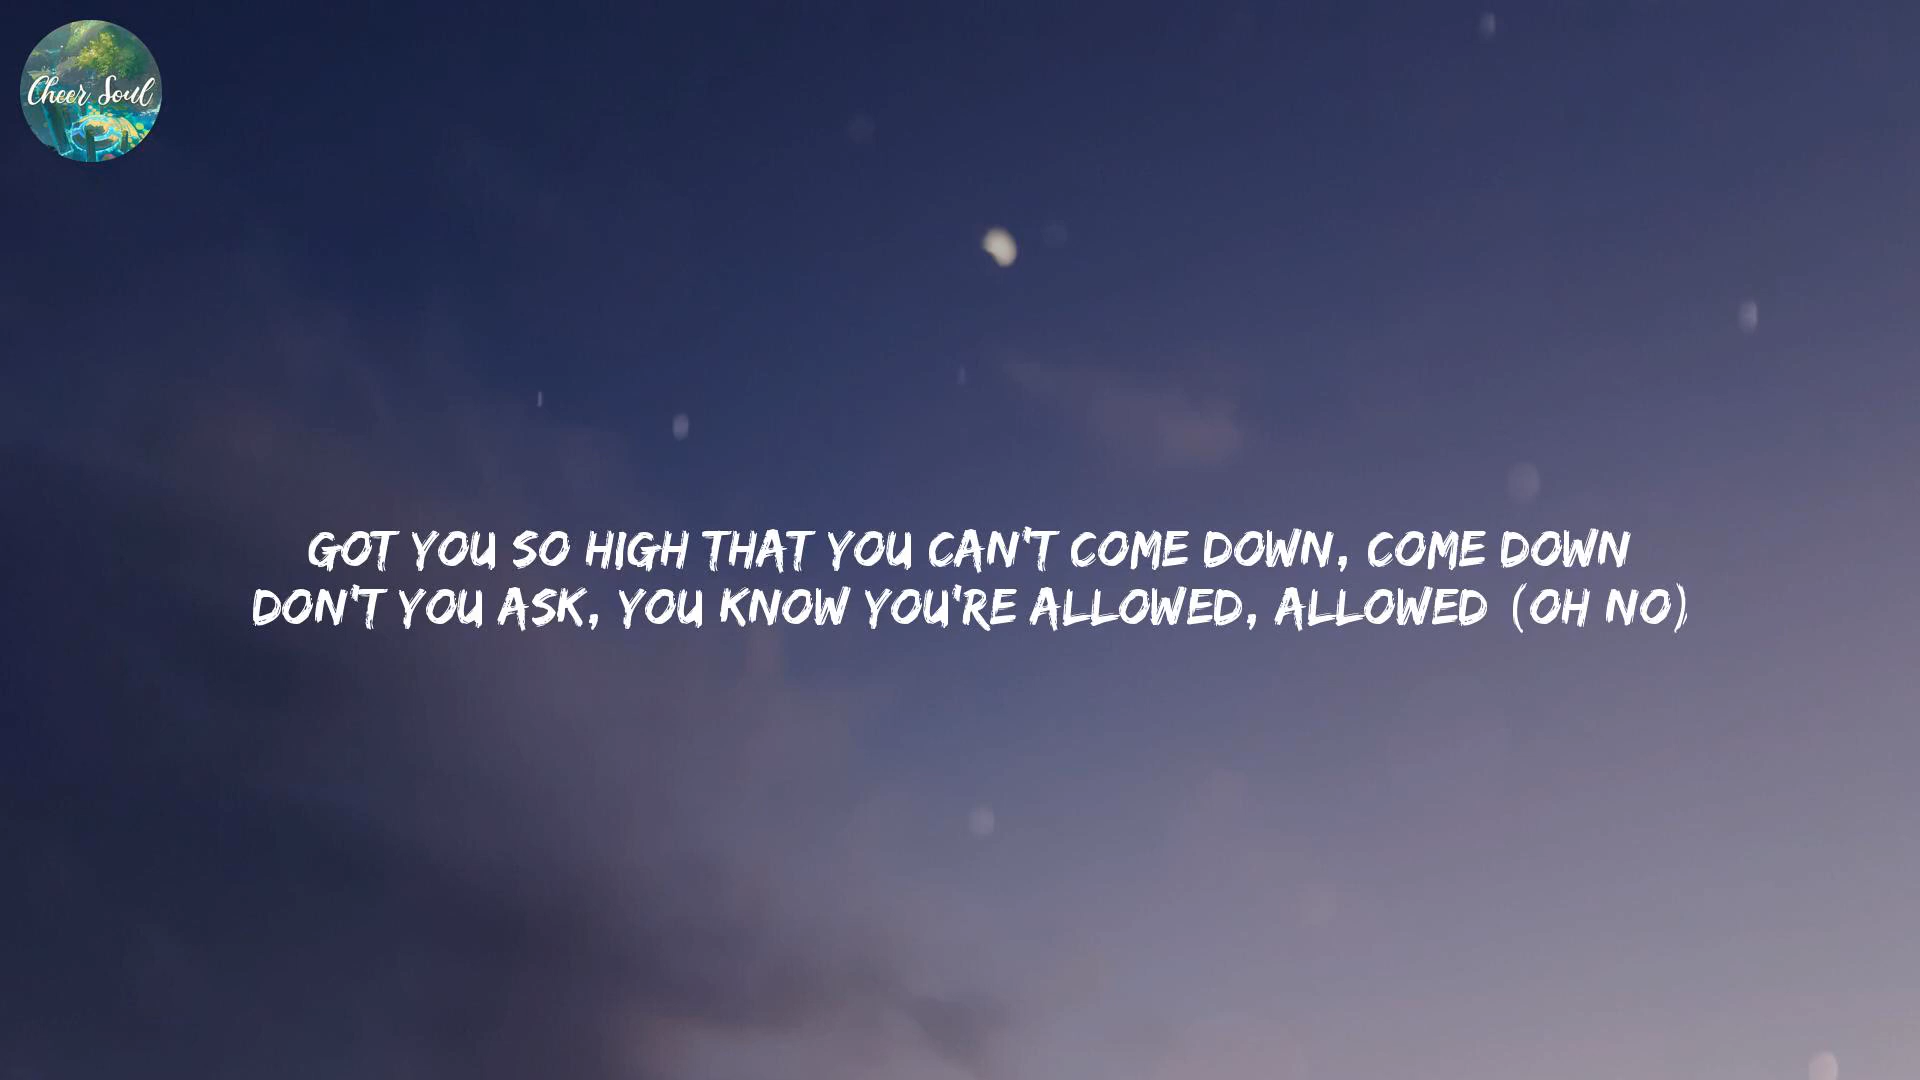 Cheer Soul
GOT YOU SO HIGH THAT YOU CAN'T COME DOWN, COME DOWN
DON'T YOU ASK, YOU KNOW YOU'RE ALLOWED, ALLOWED (OH NO)